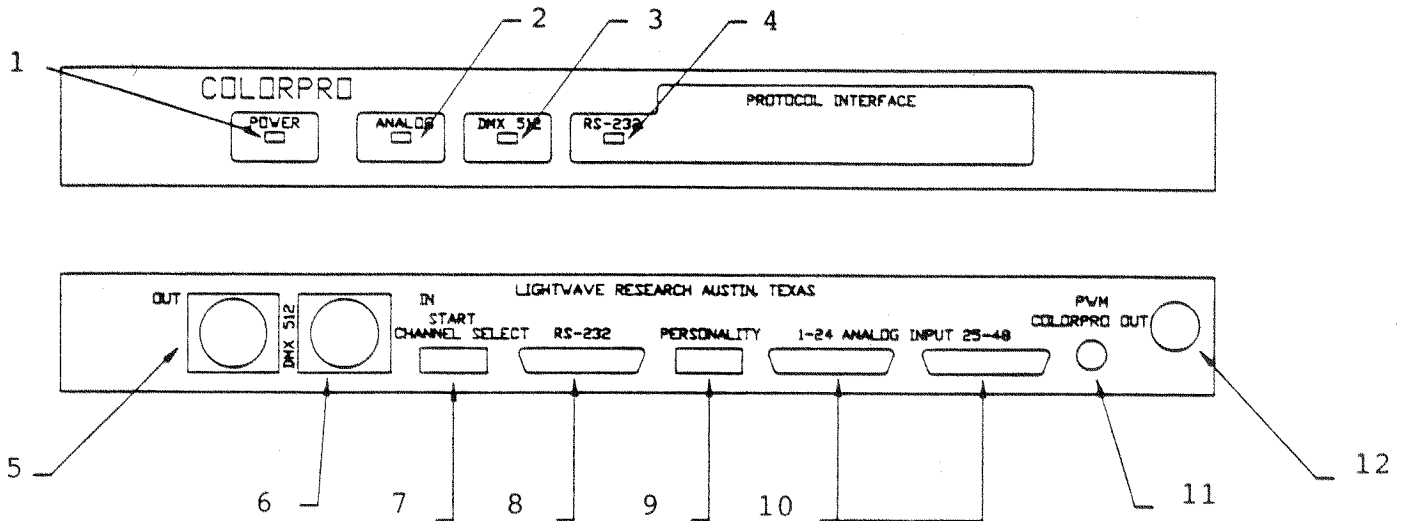 2
3
4
1
COLORPRO
PROTOCOL INTERFACE
POWER
ANALOG
DMX 512
RS-232
LIGHTWAVE RESEARCH AUSTIN, TEXAS
OUT
DMX 512
IN
START
CHANNEL SELECT
RS-232
PERSONALITY
1-24 ANALOG INPUT 25-48
PWM
COLORPRO OUT
5
6
7
8
9
10
11
12